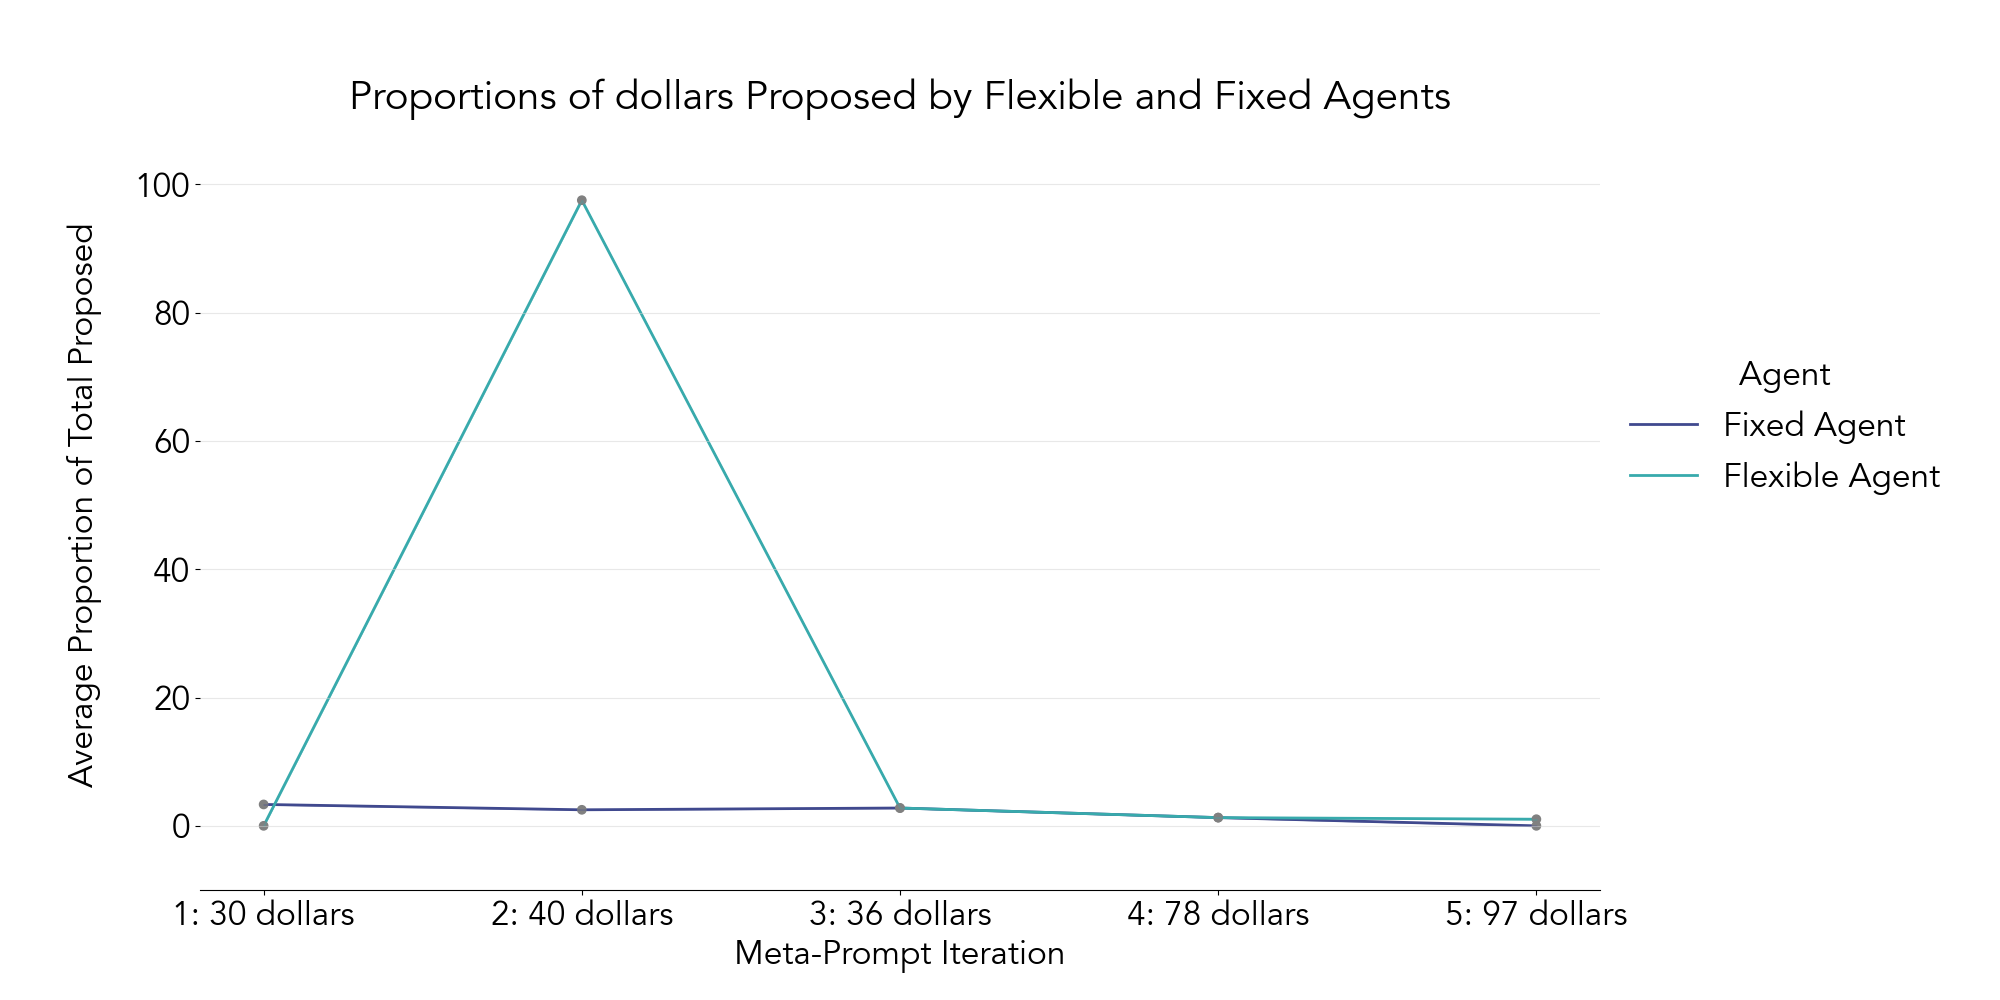 Proportions of dollars Proposed by Flexible and Fixed Agents
Average Proportion of Total Proposed
100
80
60
40
20
0
1: 30 dollars
2: 40 dollars
3: 36 dollars
4: 78 dollars
5: 97 dollars
Meta-Prompt Iteration
Agent
Fixed Agent
Flexible Agent